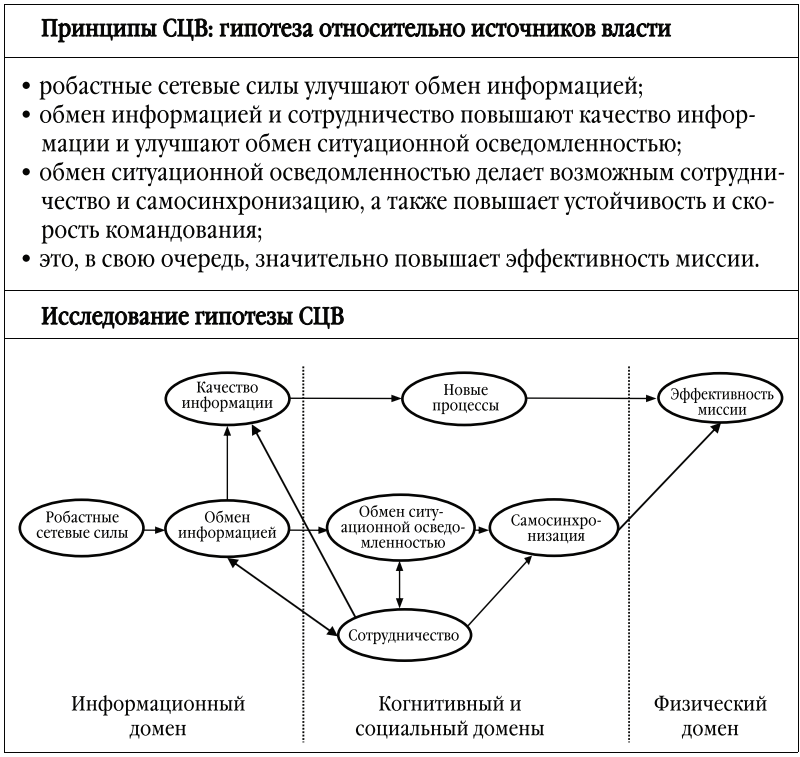 Принципы СЦВ: гипотеза относительно источников власти
• робастные сетевые силы улучшают обмен информацией;
• обмен информацией и сотрудничество повышают качество инфор-
мации и улучшают обмен ситуационной осведомленностью;
• обмен ситуационной осведомленностью делает возможным сотрудни-
чество и самосинхронизацию, а также повышает устойчивость и ско-
рость командования;
• это, в свою очередь, значительно повышает эффективность миссии.
Исследование гипотезы СЦВ
Качество
информации
Новые
процессы
Эффективность
миссии
Робастные
сетевые силы
Обмен
информацией
Обмен ситу-
ационной осведо-
мленностью
Самосинхро-
низация
Сотрудничество
Информационный
домен
Когнитивный и
социальный домены
Физический
домен